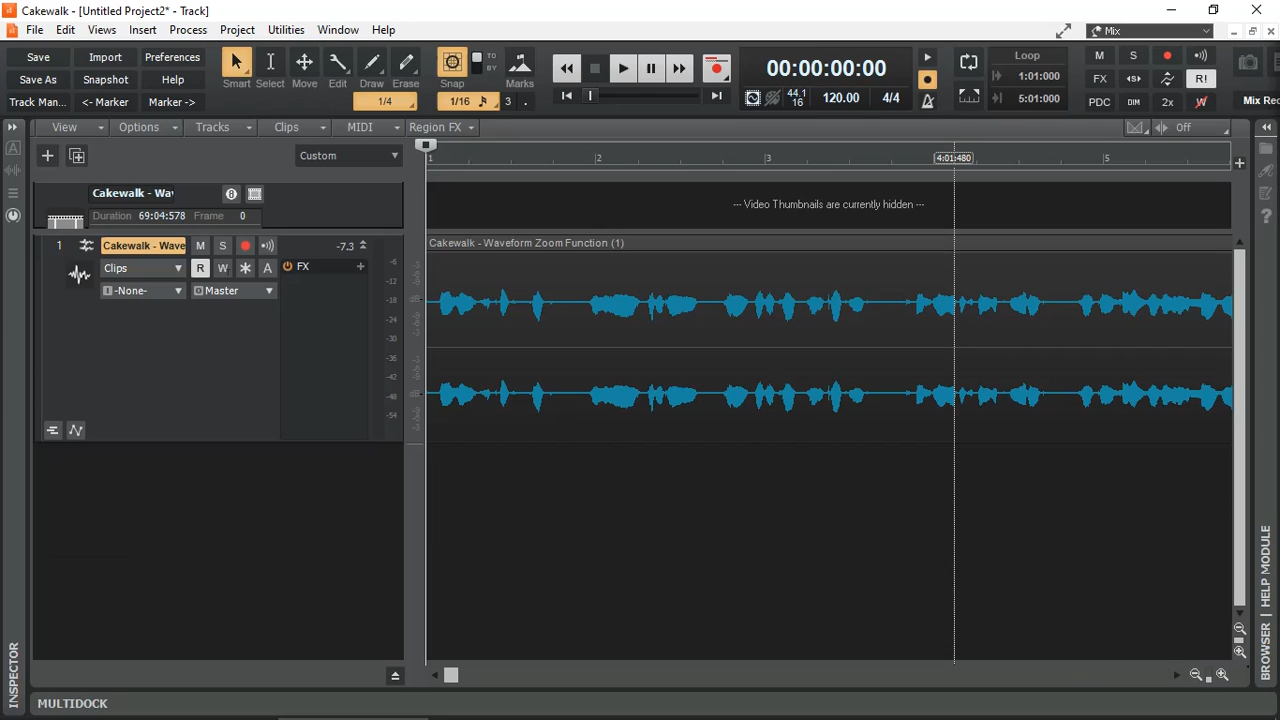 Cakewalk - [Untitled Project2* - Track]
File Edit Views Insert Process Project Utilities Window Help
Mix
Save Import Preferences
Save As Snapshot Help
Track Man... <- Marker Marker ->
Smart Select Move Edit Draw Erase Snap Marks
TO
BY
1/4 1/16 3 .
00:00:00:00
44.1
16
120.00 4/4
Loop
1:01:000
5:01:000
M S
FX R!
PDC DIM 2x W
Mix Rec
View Options Tracks Clips MIDI Region FX
Off
Custom
1 2 3 4:01:480 5
Cakewalk - Wav
8
Duration 69:04:578 Frame 0
-- Video Thumbnails are currently hidden --
1 Cakewalk - Wave M S -7.3
Clips R W A FX
-None- Master
Cakewalk - Waveform Zoom Function (1)
-6
-12
-18
-24
-30
-36
-42
-48
-54
A
INSPECTOR
BROWSER | HELP MODULE
MULTIDOCK